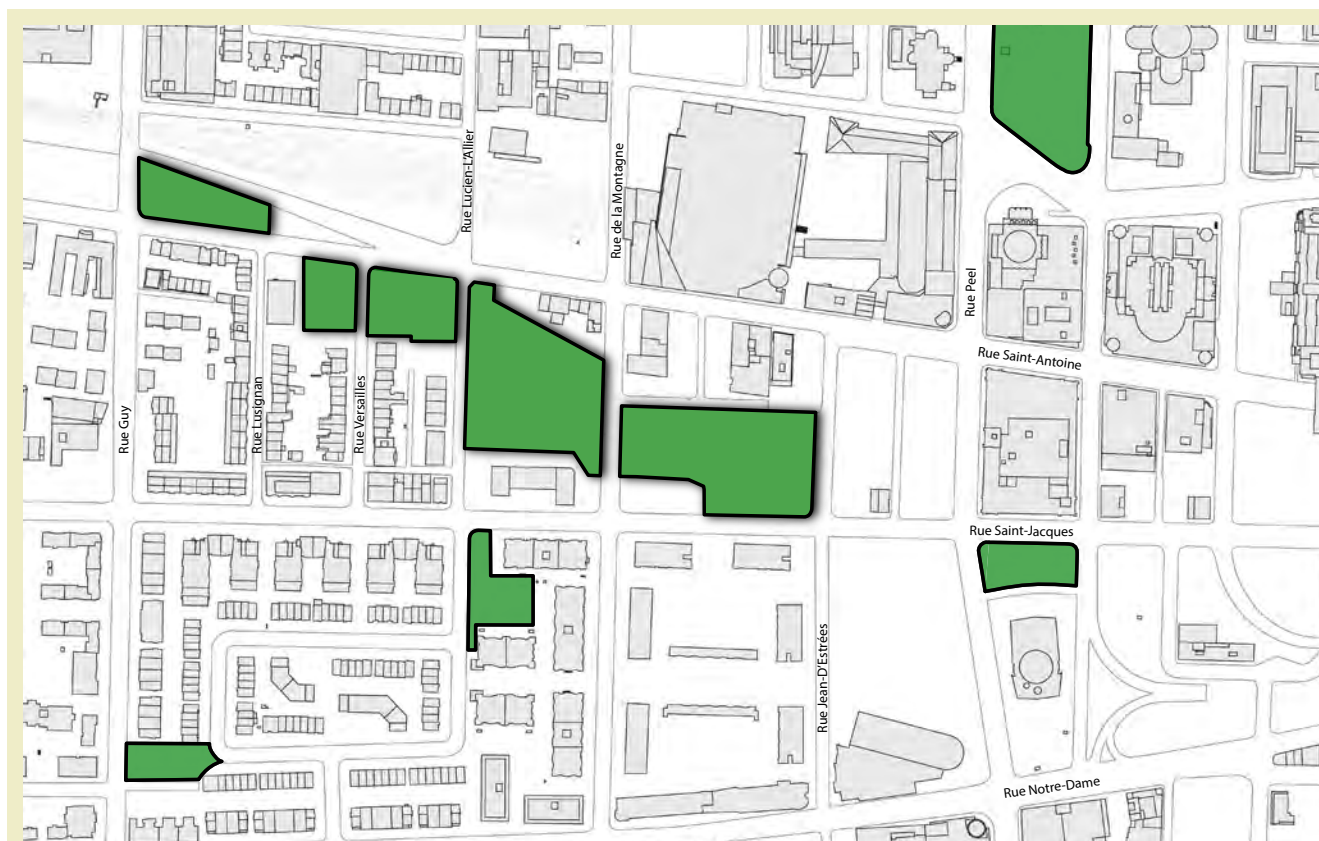 Rue Lucien-L'Allier
Rue de la Montagne
Rue Peel
Rue Saint-Antoine
Rue Guy
Rue Lusignan
Rue Versailles
Rue Saint-Jacques
Rue Jean-D'Estrées
Rue Notre-Dame